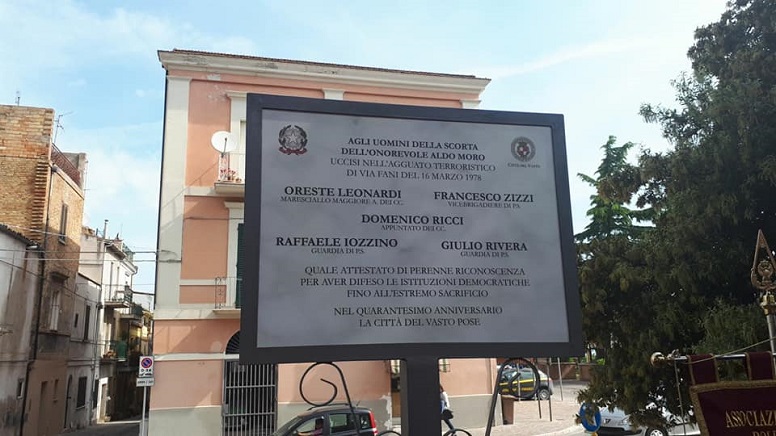 AGLI UOMINI DELLA SCORTA
DELL'ONOREVOLE ALDO MORO
UCCISI NELL'AGGUATO TERRORISTICO
DI VIA FANI DEL 16 MARZO 1978
ORESTE LEONARDI
MARESCIALLO MAGGIORE A. DEI CC.
FRANCESCO ZIZZI
VICEBRIGADIERE DI P.S.
DOMENICO RICCI
APPUNTATO DEI CC.
RAFFAELE IOZZINO
GUARDIA DI P.S.
GIULIO RIVERA
GUARDIA DI P.S.
QUALE ATTESTATO DI PERENNE RICONOSCENZA
PER AVER DIFESO LE ISTITUZIONI DEMOCRATICHE
FINO ALL'ESTREMO SACRIFICIO
NEL QUARANTESIMO ANNIVERSARIO
LA CITTÀ DEL VASTO POSE
ASSOCIAZ